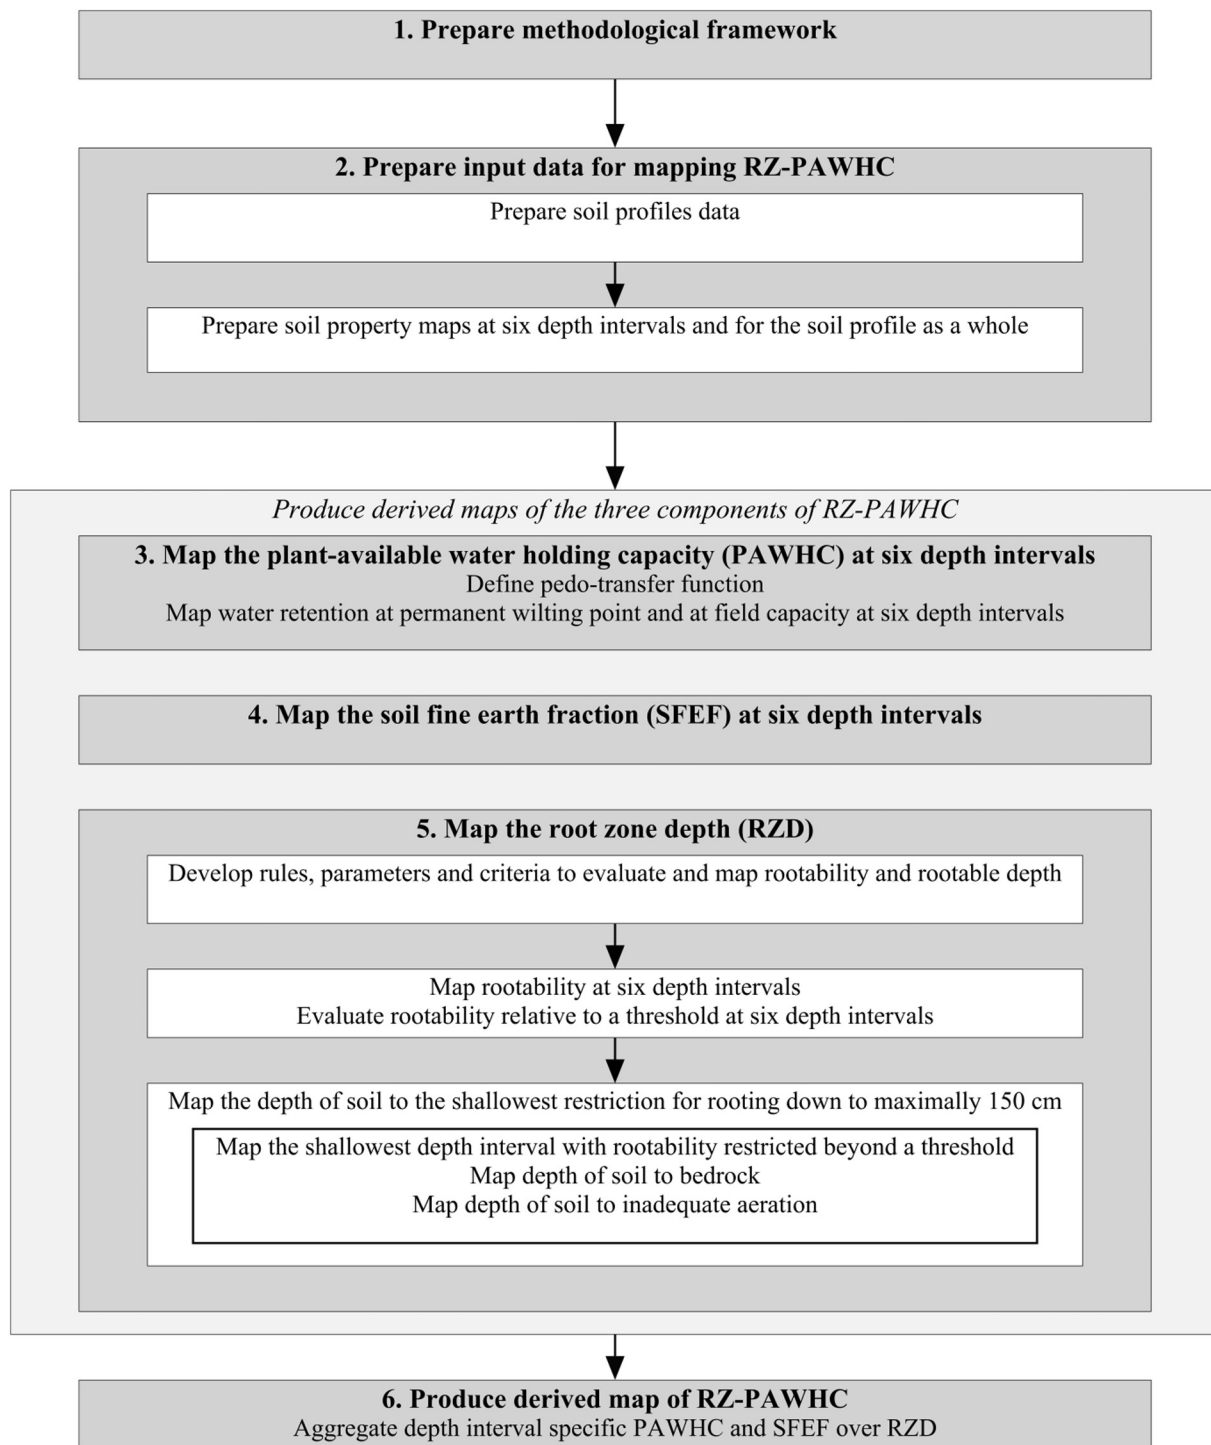 1. Prepare methodological framework
2. Prepare input data for mapping RZ-PAWHC
Prepare soil profiles data
Prepare soil property maps at six depth intervals and for the soil profile as a whole
Produce derived maps of the three components of RZ-PAWHC
3. Map the plant-available water holding capacity (PAWHC) at six depth intervals
Define pedo-transfer function
Map water retention at permanent wilting point and at field capacity at six depth intervals
4. Map the soil fine earth fraction (SFEF) at six depth intervals
5. Map the root zone depth (RZD)
Develop rules, parameters and criteria to evaluate and map rootability and rootable depth
Map rootability at six depth intervals
Evaluate rootability relative to a threshold at six depth intervals
Map the depth of soil to the shallowest restriction for rooting down to maximally 150 cm
Map the shallowest depth interval with rootability restricted beyond a threshold
Map depth of soil to bedrock
Map depth of soil to inadequate aeration
6. Produce derived map of RZ-PAWHC
Aggregate depth interval specific PAWHC and SFEF over RZD